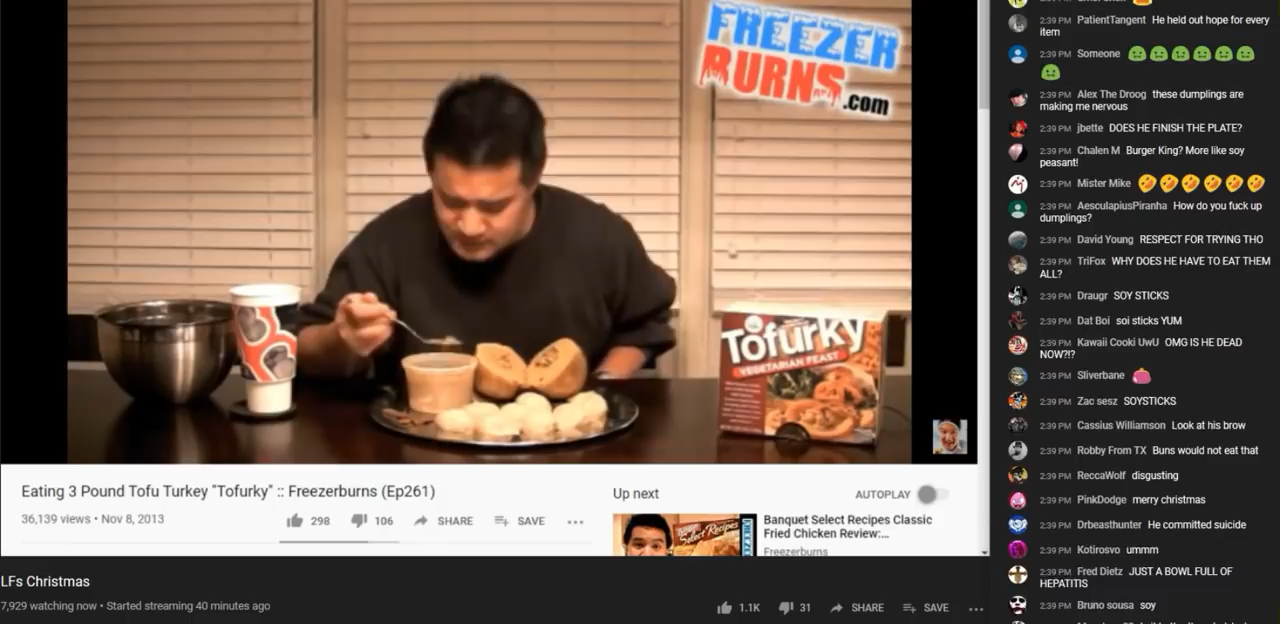 FREEZER
BURNS
.com
Tofurky
VEGETARIAN FEAST
Eating 3 Pound Tofu Turkey "Tofurky" :: Freezerburns (Ep261)
36,139 views • Nov 8, 2013
298
106
SHARE
SAVE
Up next
AUTOPLAY
Banquet Select Recipes Classic
Fried Chicken Review:...
Freezerburns
LFs Christmas
7,929 watching now • Started streaming 40 minutes ago
1.1K
31
SHARE
SAVE
2:39 PM PatientTangent He held out hope for every
item
2:39 PM Someone
2:39 PM Alex The Droog these dumplings are
making me nervous
2:39 PM jbette DOES HE FINISH THE PLATE?
2:39 PM Chalen M Burger King? More like soy
peasant!
2:39 PM Mister Mike
2:39 PM AesculapiusPiranha How do you fuck up
dumplings?
2:39 PM David Young RESPECT FOR TRYING THO
2:39 PM TriFox WHY DOES HE HAVE TO EAT THEM
ALL?
2:39 PM Draugr SOY STICKS
2:39 PM Dat Boi soi sticks YUM
2:39 PM Kawaii Cooki UwU OMG IS HE DEAD
NOW?!?
2:39 PM Sliverbane
2:39 PM Zac sesz SOYSTICKS
2:39 PM Cassius Williamson Look at his brow
2:39 PM Robby From TX Buns would not eat that
2:39 PM ReccaWolf disgusting
2:39 PM PinkDodge merry christmas
2:39 PM Drbeasthunter He committed suicide
2:39 PM Kotirosvo ummm
2:39 PM Fred Dietz JUST A BOWL FULL OF
HEPATITIS
2:39 PM Bruno sousa soy